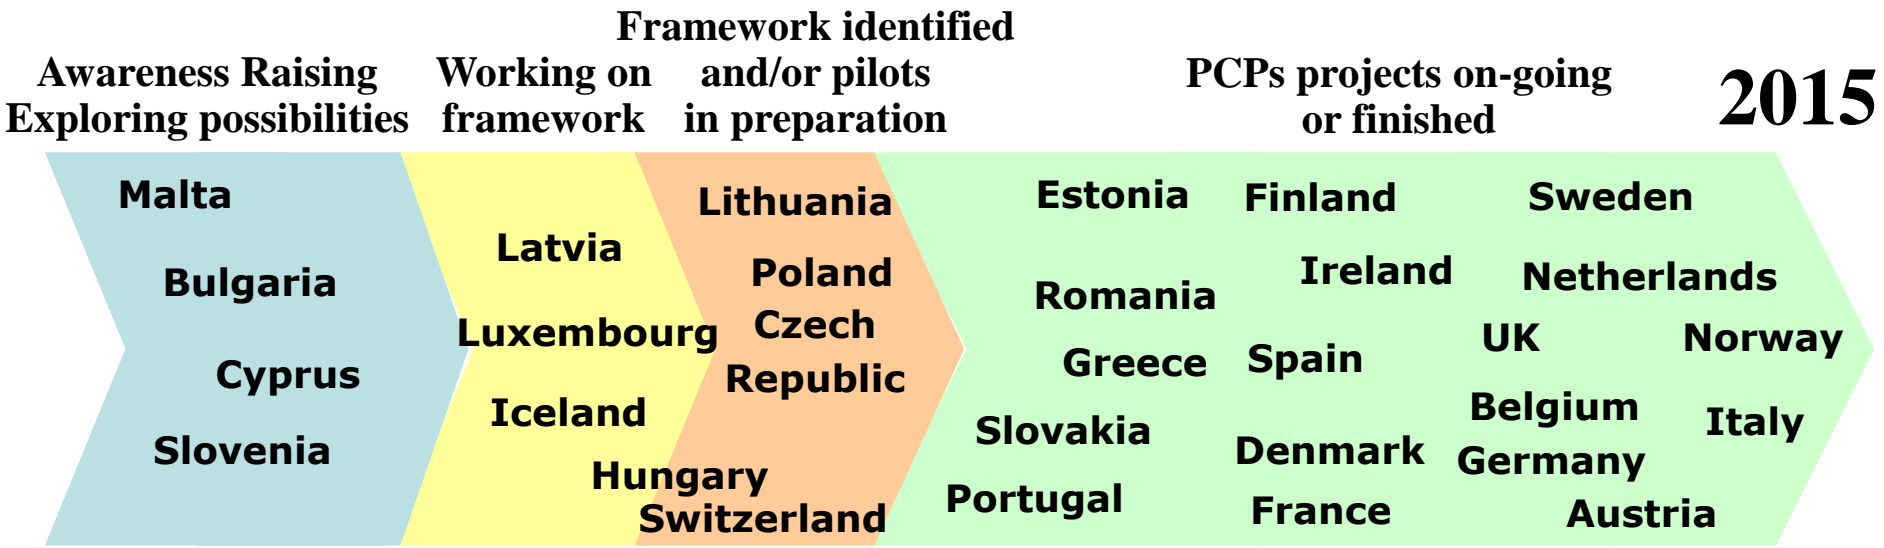 Awareness Raising
Exploring possibilities
Working on
framework
Framework identified
and/or pilots
in preparation
PCPs projects on-going
or finished
2015
Malta
Bulgaria
Cyprus
Slovenia
Latvia
Luxembourg
Iceland
Hungary
Lithuania
Poland
Czech
Republic
Switzerland
Estonia
Romania
Greece
Slovakia
Portugal
Finland
Ireland
Spain
Denmark
France
Sweden
Netherlands
UK
Norway
Belgium
Italy
Germany
Austria